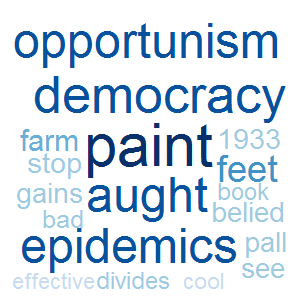 opportunism
democracy
farm paint 1933
stop feet
gains aught book
bad belied
epidemics pall
see
effective divides cool